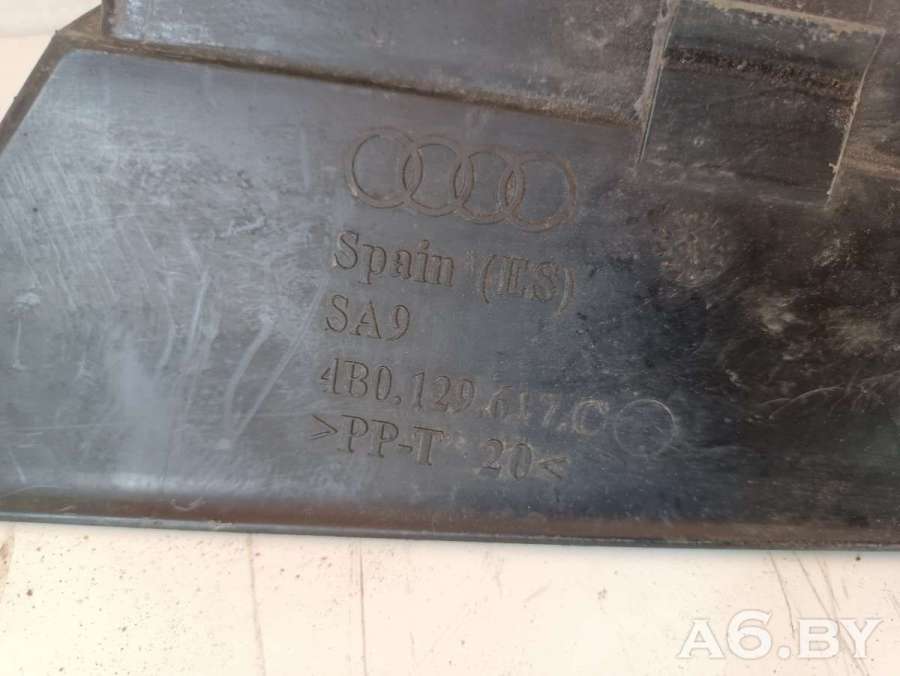 Spain (ES)
SA9
4B0.129.617.C
>PP-T 20<
A6.BY